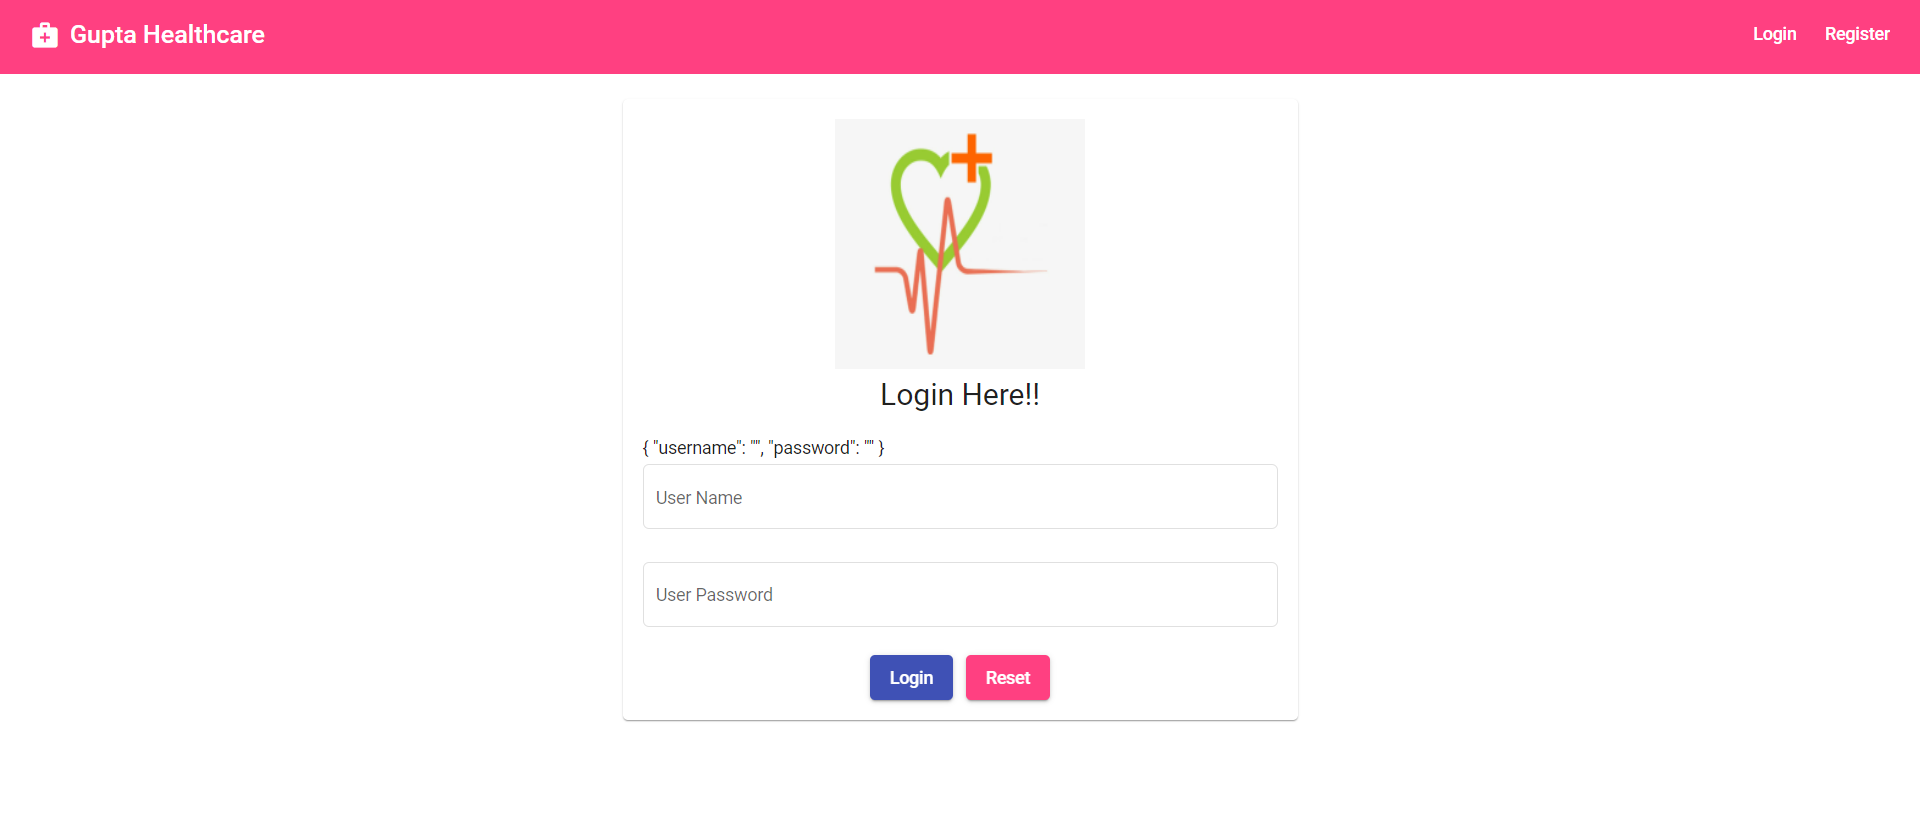 Gupta Healthcare
Login Register
Login Here!!
{ "username": "", "password": "" }
User Name
User Password
Login Reset